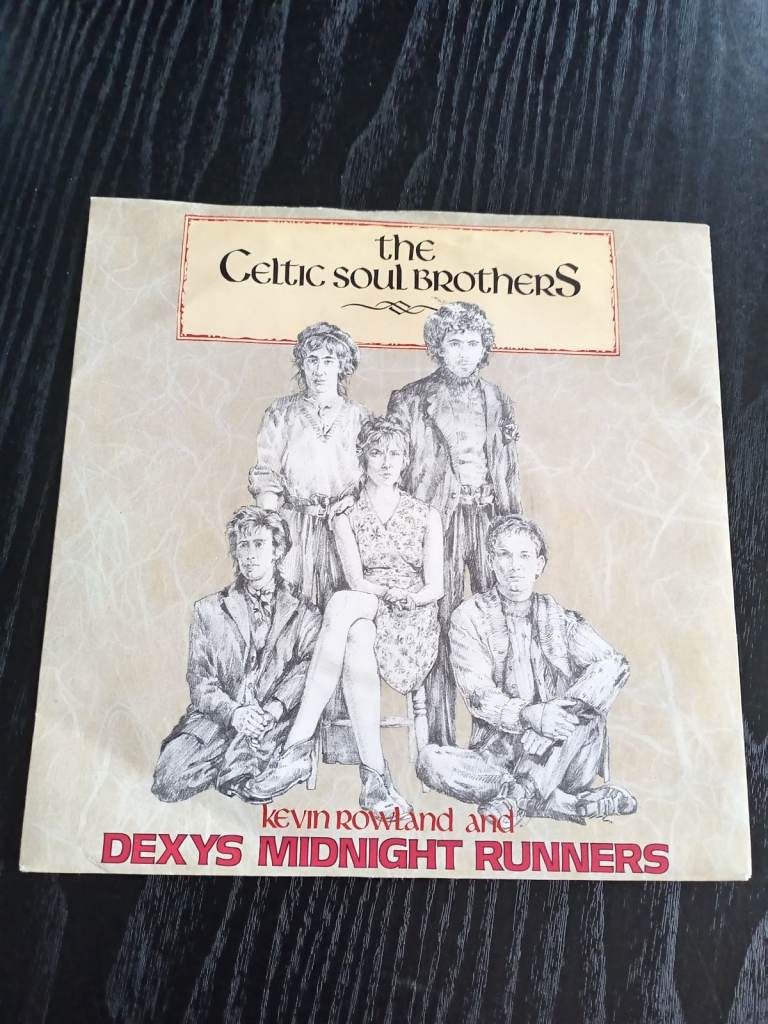 the
Celtic Soul Brothers
Kevin Rowland and
DEXYS MIDNIGHT RUNNERS